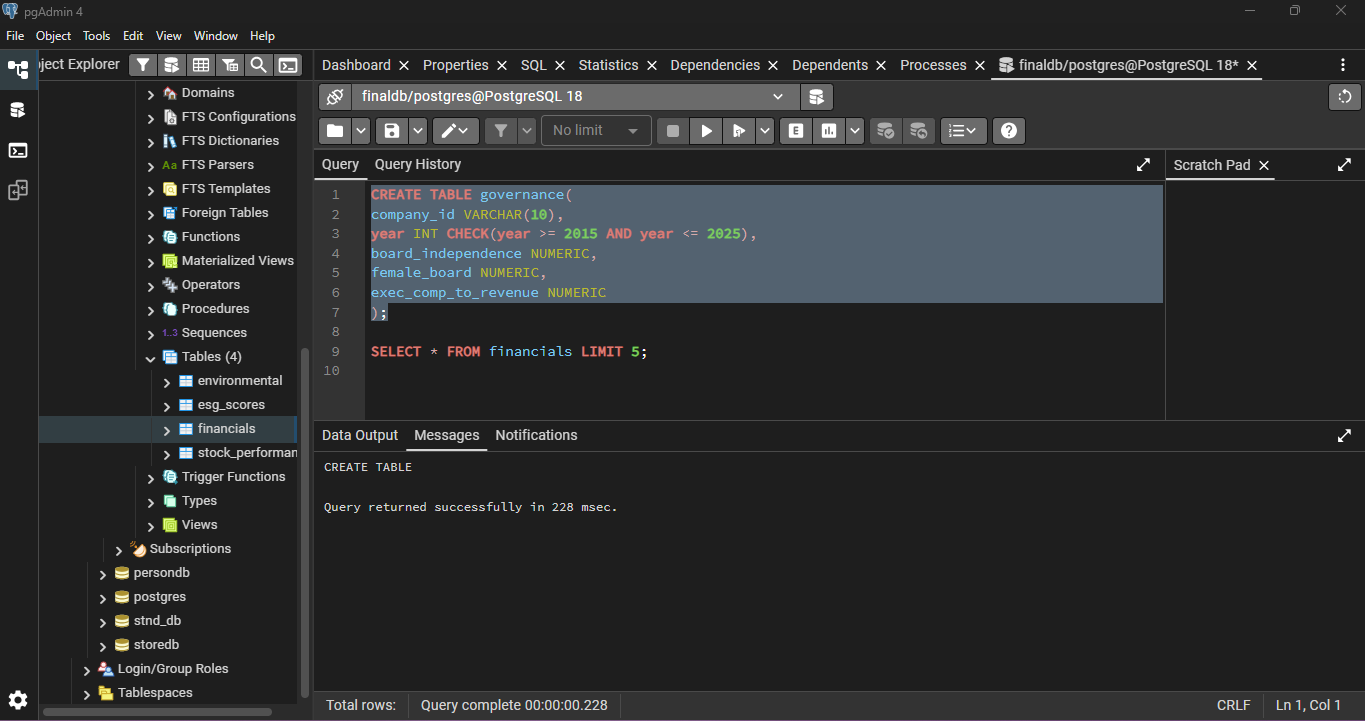 pgAdmin 4
File Object Tools Edit View Window Help
ject Explorer
Dashboard Properties SQL Statistics Dependencies Dependents Processes finaldb/postgres@PostgreSQL 18*
finaldb/postgres@PostgreSQL 18
No limit
E
Query Query History
Scratch Pad
1 CREATE TABLE governance(
2 company_id VARCHAR(10),
3 year INT CHECK(year >= 2015 AND year <= 2025),
4 board_independence NUMERIC,
5 female_board NUMERIC,
6 exec_comp_to_revenue NUMERIC
7 );
8
9 SELECT * FROM financials LIMIT 5;
10
Domains
FTS Configurations
FTS Dictionaries
Aa FTS Parsers
FTS Templates
Foreign Tables
Functions
Materialized Views
Operators
Procedures
1..3 Sequences
Tables (4)
environmental
esg_scores
financials
stock_performan
Trigger Functions
Types
Views
Subscriptions
persondb
postgres
stnd_db
storedb
Login/Group Roles
Tablespaces
Data Output Messages Notifications
CREATE TABLE
Query returned successfully in 228 msec.
Total rows: Query complete 00:00:00.228 CRLF Ln 1, Col 1